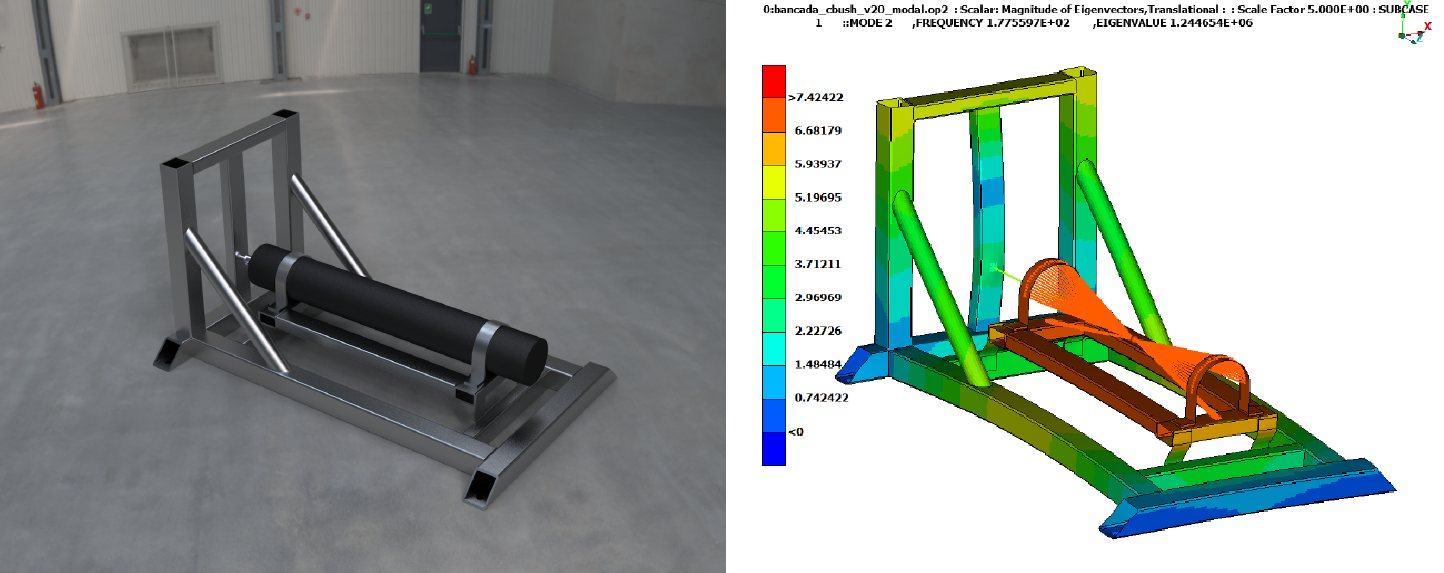 0:bancada_cbush_v20_modal.op2 : Scalar: Magnitude of Eigenvectors,Translational : : Scale Factor 5.000E+00 : SUBCASE
1 ::MODE 2 ,FREQUENCY 1.775597E+02 ,EIGENVALUE 1.244654E+06
Y
X
Z
>7.42422
6.68179
5.93937
5.19695
4.45453
3.71211
2.96969
2.22726
1.48484
0.742422
<0